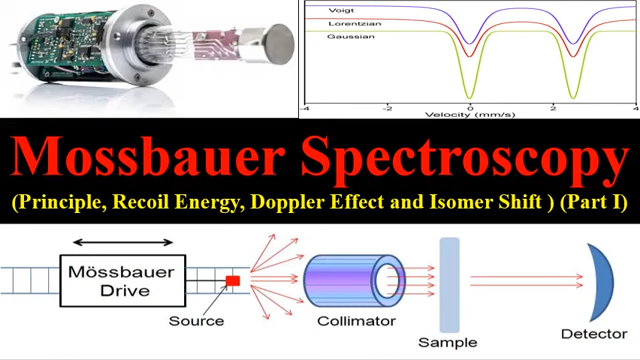 Voigt
Lorentzian
Gaussian
-4 -2 0 2 4
Velocity (mm/s)
Mossbauer Spectroscopy
(Principle, Recoil Energy, Doppler Effect and Isomer Shift ) (Part I)
Mössbauer
Drive
Source
Collimator
Sample
Detector